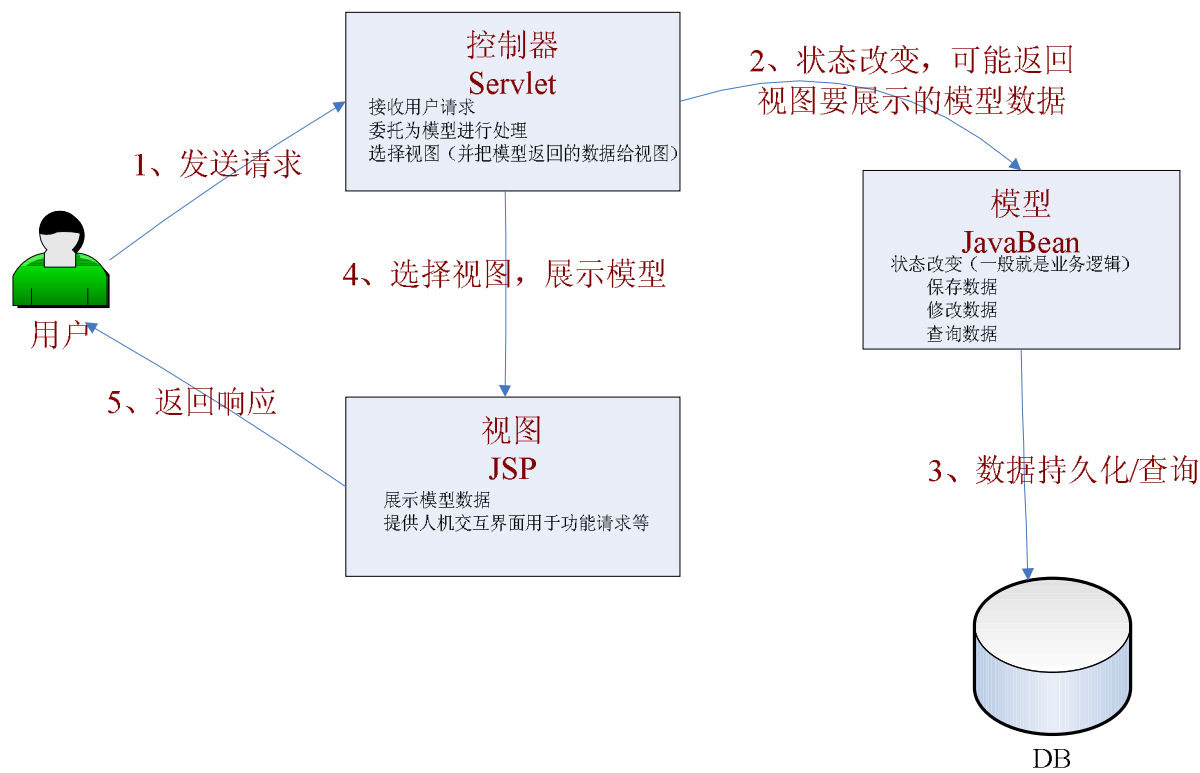 控制器
Servlet
接收用户请求
委托为模型进行处理
选择视图（并把模型返回的数据给视图）
2、状态改变，可能返回
视图要展示的模型数据
1、发送请求
模型
JavaBean
状态改变（一般就是业务逻辑）
保存数据
修改数据
查询数据
4、选择视图，展示模型
用户
5、返回响应
视图
JSP
展示模型数据
提供人机交互界面用于功能请求等
3、数据持久化/查询
DB